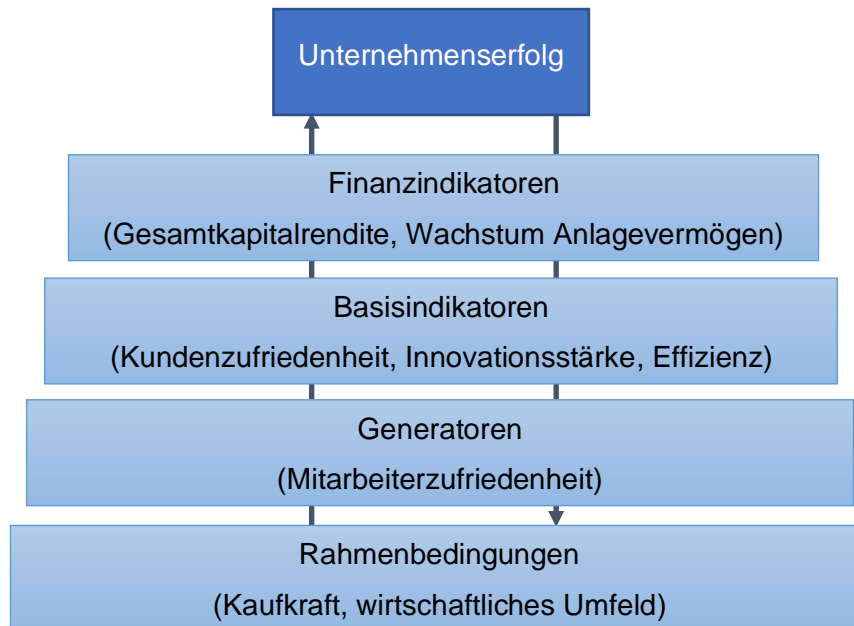 Unternehmenserfolg
Finanzindikatoren
(Gesamtkapitalrendite, Wachstum Anlagevermögen)
Basisindikatoren
(Kundenzufriedenheit, Innovationsstärke, Effizienz)
Generatoren
(Mitarbeiterzufriedenheit)
Rahmenbedingungen
(Kaufkraft, wirtschaftliches Umfeld)